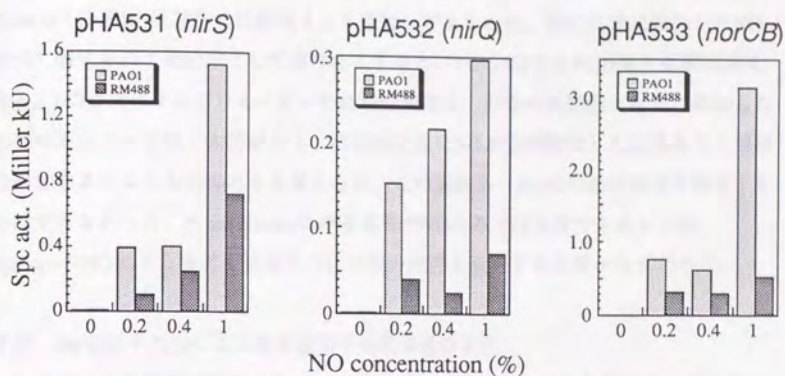 pHA531 (nirS)
pHA532 (nirQ)
pHA533 (norCB)
Spc act. (Miller kU)
1.6
1.2
0.8
0.4
0
PAO1
RM488
0 0.2 0.4 1
0.3
0.2
0.1
0
PAO1
RM488
0 0.2 0.4 1
3.0
2.0
1.0
0
PAO1
RM488
0 0.2 0.4 1
NO concentration (%)